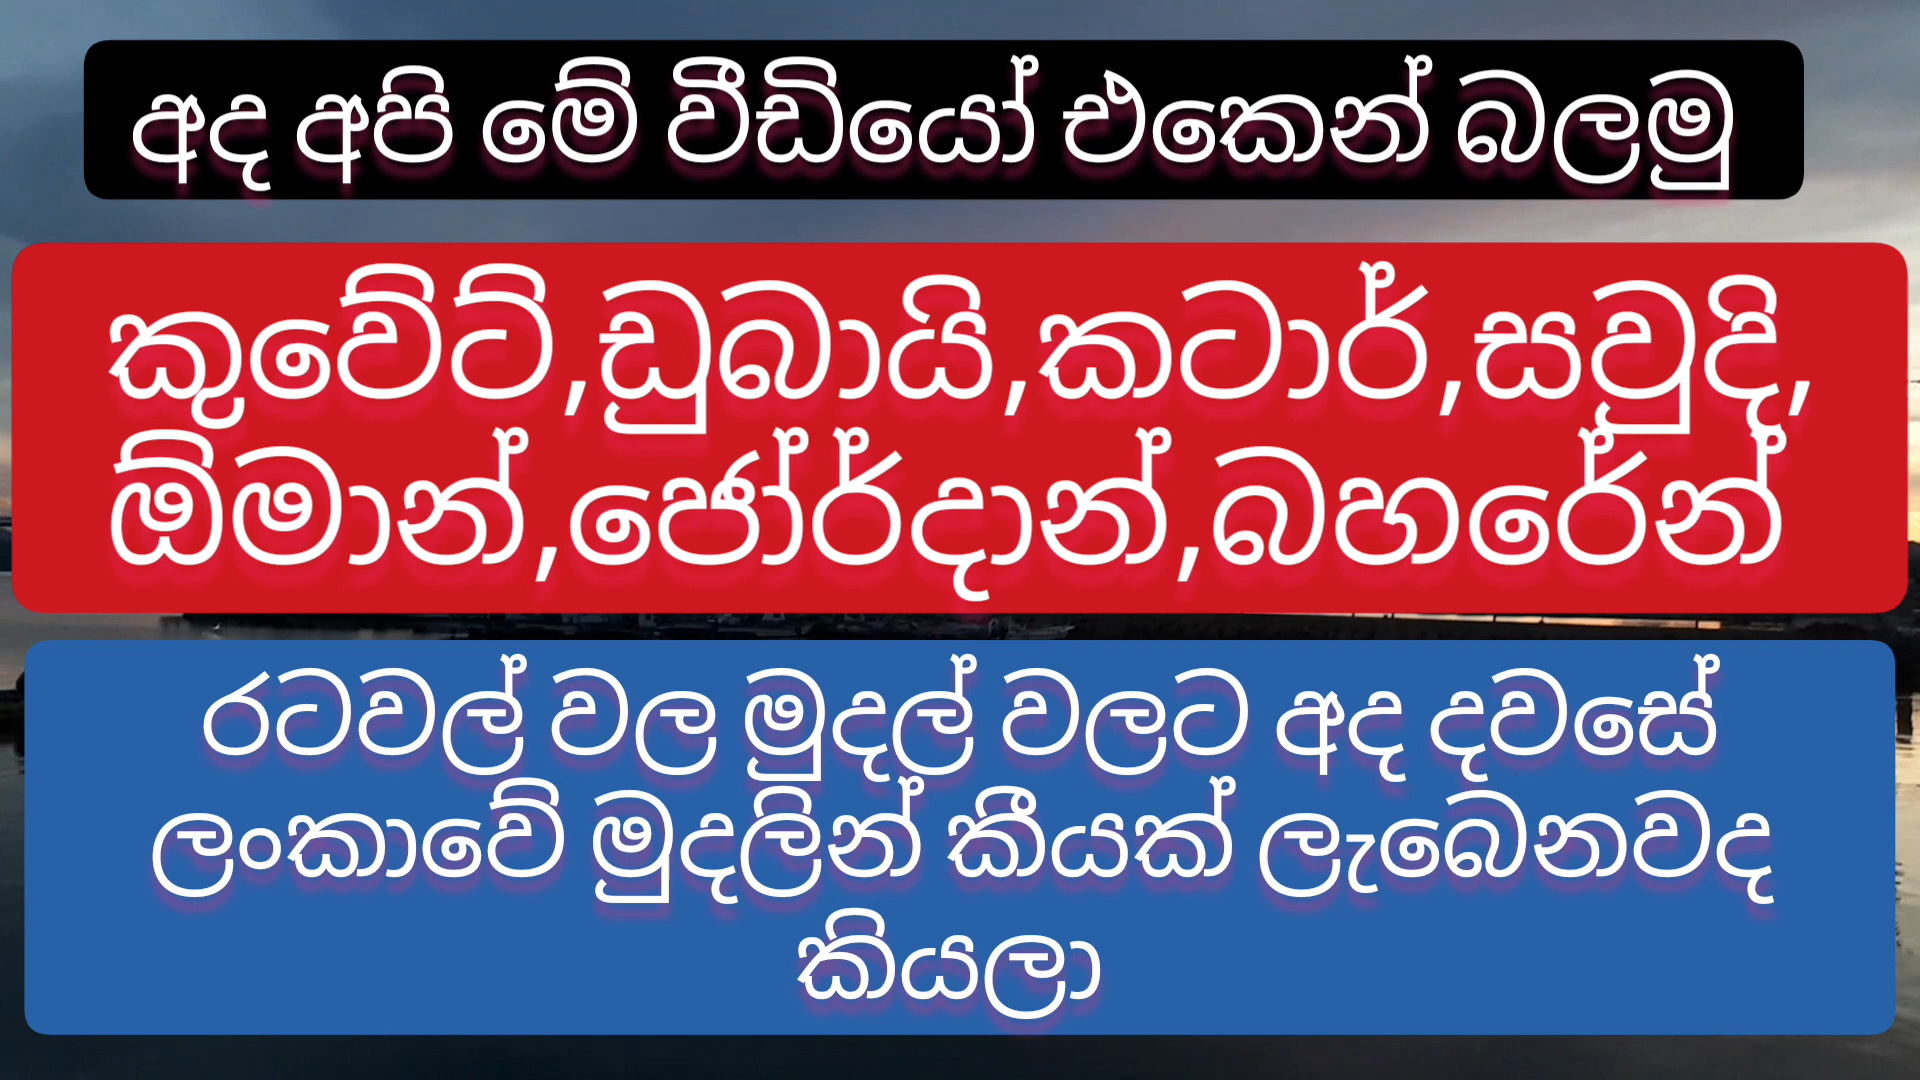 අද අපි මේ වීඩියෝ එකෙන් බලමු
කුවේට්,ඩුබායි,කටාර්,සවුදි,
ඕමාන්,ජෝර්දාන්,බහරේන්
රටවල් වල මුදල් වලට අද දවසේ
ලංකාවේ මුදලින් කීයක් ලැබෙනවද
කියලා